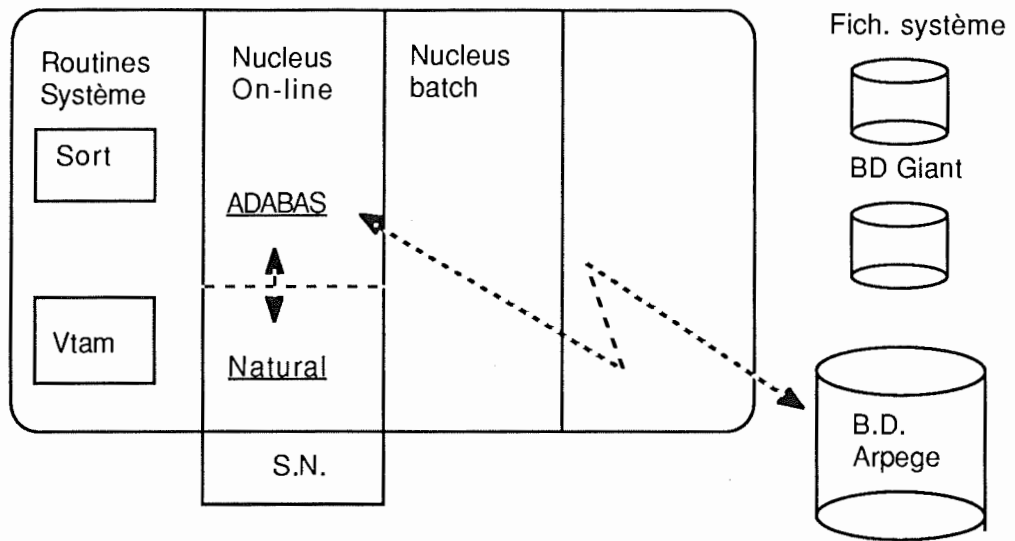 Routines
Système
Sort
Vtam
Nucleus
On-line
ADABAS
Natural
S.N.
Nucleus
batch
Fich. système
BD Giant
B.D.
Arpege